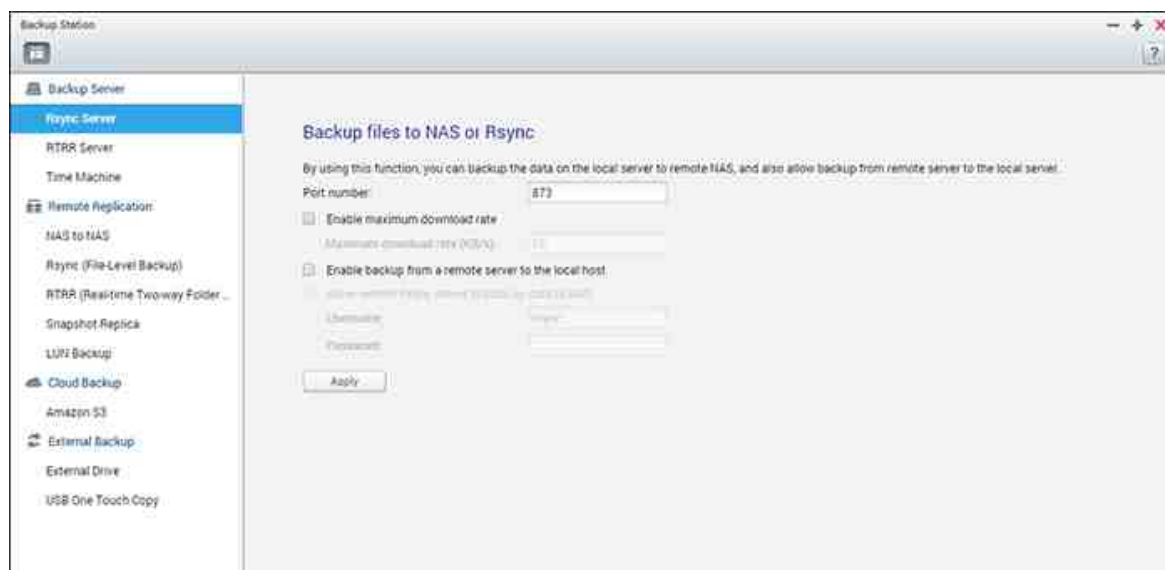 Backup Station
Backup Server
Rsync Server
RTRR Server
Time Machine
Remote Replication
NAS to NAS
Rsync (File-Level Backup)
RTRR (Real-time Two-way Folder ...
Snapshot Replica
LUN Backup
Cloud Backup
Amazon S3
External Backup
External Drive
USB One Touch Copy
?
Backup files to NAS or Rsync
By using this function, you can backup the data on the local server to remote NAS, and also allow backup from remote server to the local server.
Port number: 873
Enable maximum download rate
Maximum download rate (KB/s):
Enable backup from a remote server to the local host
Username:
Password:
Apply